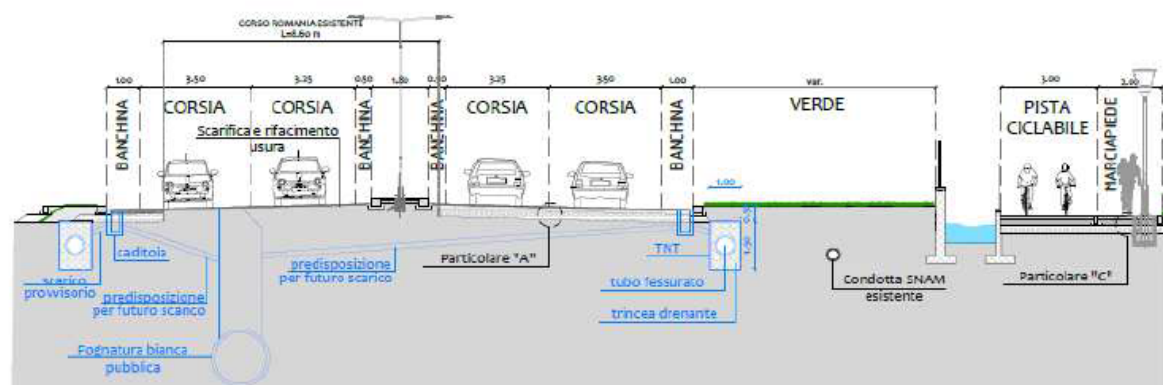 CORSO ROMANIA ESISTENTE
L=8.60 m
1.00
3.50
3.25
0.50
1.80
0.50
3.25
3.50
1.00
var.
3.00
2.00
BANCHINA
CORSIA
CORSIA
BANCHINA
BANCHINA
CORSIA
CORSIA
BANCHINA
VERDE
PISTA
CICLABILE
MARCIAPIEDE
Scarifica e rifacimento
usura
1.00
0.50
1.50
caditoia
scarico
provvisorio
predisposizione
per futuro scarico
predisposizione
per futuro scarico
Particolare "A"
TNT
tubo fessurato
trincea drenante
Condotta SNAM
esistente
Particolare "C"
Fognatura bianca
pubblica